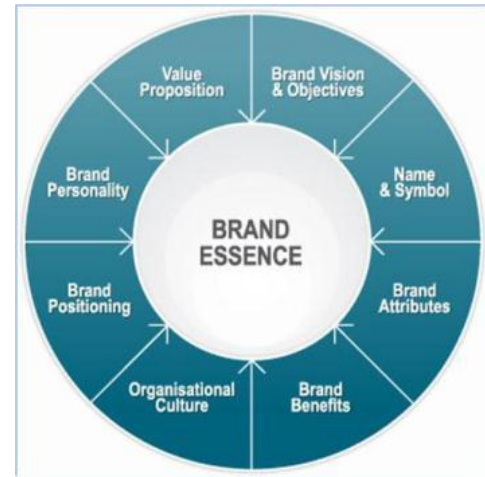 Value
Proposition
Brand Vision
& Objectives
Name
& Symbol
Brand
Attributes
Brand
Benefits
Organisational
Culture
Brand
Positioning
Brand
Personality
BRAND
ESSENCE